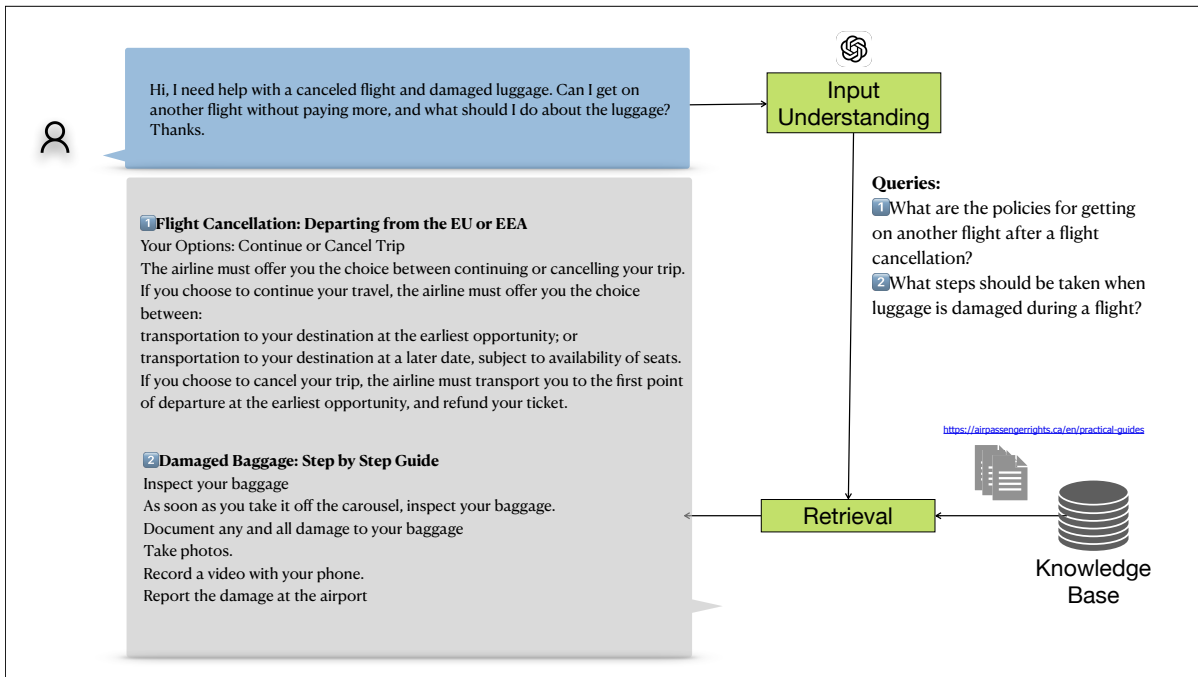 Hi, I need help with a canceled flight and damaged luggage. Can I get on
another flight without paying more, and what should I do about the luggage?
Thanks.
Input
Understanding
Queries:
1️⃣What are the policies for getting
on another flight after a flight
cancellation?
2️⃣What steps should be taken when
luggage is damaged during a flight?
1️⃣Flight Cancellation: Departing from the EU or EEA
Your Options: Continue or Cancel Trip
The airline must offer you the choice between continuing or cancelling your trip.
If you choose to continue your travel, the airline must offer you the choice
between:
transportation to your destination at the earliest opportunity; or
transportation to your destination at a later date, subject to availability of seats.
If you choose to cancel your trip, the airline must transport you to the first point
of departure at the earliest opportunity, and refund your ticket.
2️⃣Damaged Baggage: Step by Step Guide
Inspect your baggage
As soon as you take it off the carousel, inspect your baggage.
Document any and all damage to your baggage
Take photos.
Record a video with your phone.
Report the damage at the airport
https://airpassengerrights.ca/en/practical-guides
Retrieval
Knowledge
Base